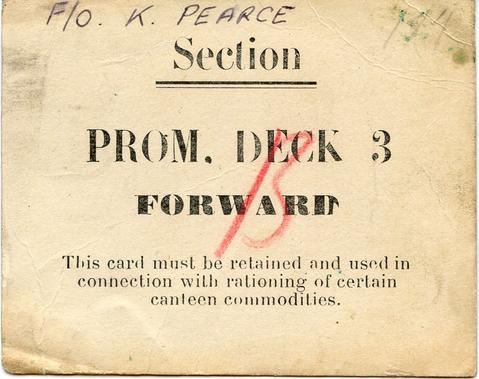 F/O. K. PEARCE
Section
PROM. DECK 3
FORWARD
This card must be retained and used in
connection with rationing of certain
canteen commodities.